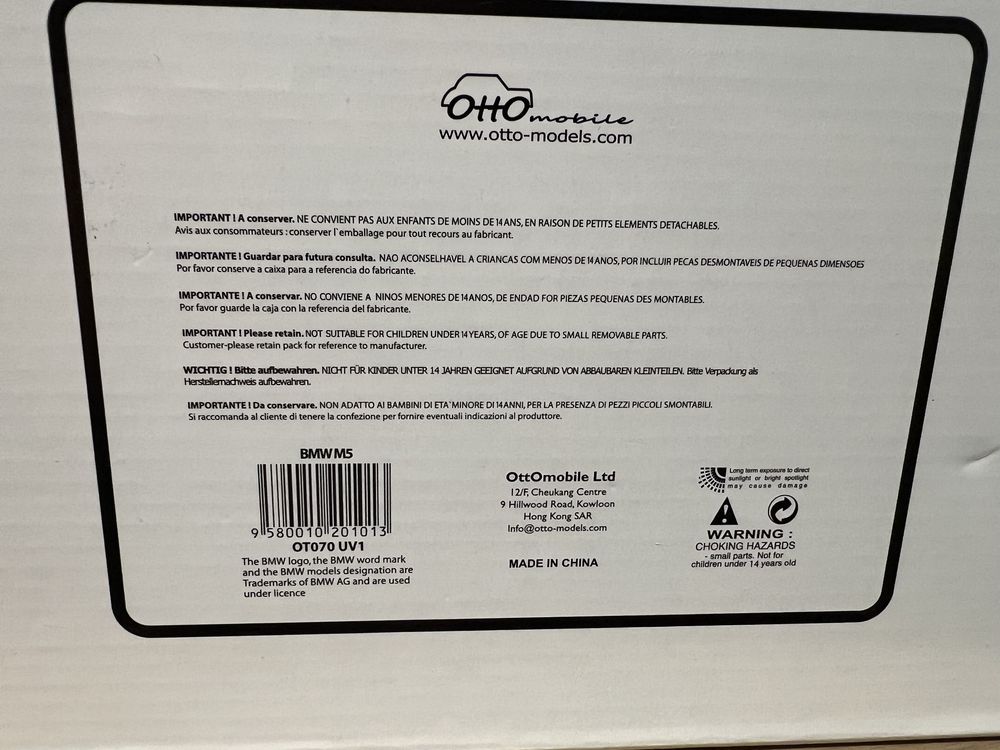 OttOmobile
www.otto-models.com
IMPORTANT ! A conserver. NE CONVIENT PAS AUX ENFANTS DE MOINS DE 14 ANS, EN RAISON DE PETITS ELEMENTS DETACHABLES.
Avis aux consommateurs : conserver l`emballage pour tout recours au fabricant.
IMPORTANTE ! Guardar para futura consulta. NAO ACONSELHAVEL A CRIANCAS COM MENOS DE 14 ANOS, POR INCLUIR PECAS DESMONTAVEIS DE PEQUENAS DIMENSOES
Por favor conserve a caixa para a referencia do fabricante.
IMPORTANTE ! A conservar. NO CONVIENE A NINOS MENORES DE 14 ANOS, DE ENDAD FOR PIEZAS PEQUENAS DES MONTABLES.
Por favor guarde la caja con la referencia del fabricante.
IMPORTANT ! Please retain. NOT SUITABLE FOR CHILDREN UNDER 14 YEARS, OF AGE DUE TO SMALL REMOVABLE PARTS.
Customer-please retain pack for reference to manufacturer.
WICHTIG ! Bitte aufbewahren. NICHT FÜR KINDER UNTER 14 JAHREN GEEIGNET AUFGRUND VON ABBAUBAREN KLEINTEILEN. Bitte Verpackung als
Herstellernachweis aufbewahren.
IMPORTANTE ! Da conservare. NON ADATTO AI BAMBINI DI ETA`MINORE DI 14 ANNI, PER LA PRESENZA DI PEZZI PICCOLI SMONTABILI.
Si raccomanda al cliente di tenere la confezione per fornire eventuali indicazioni al produttore.
BMW M5
9 580010 201013
OT070 UV1
The BMW logo, the BMW word mark
and the BMW models designation are
Trademarks of BMW AG and are used
under licence
OttOmobile Ltd
12/F, Cheukang Centre
9 Hillwood Road, Kowloon
Hong Kong SAR
Info@otto-models.com
MADE IN CHINA
Long term exposure to direct
sunlight or bright spotlight
may cause damage
WARNING :
CHOKING HAZARDS
- small parts. Not for
children under 14 years old